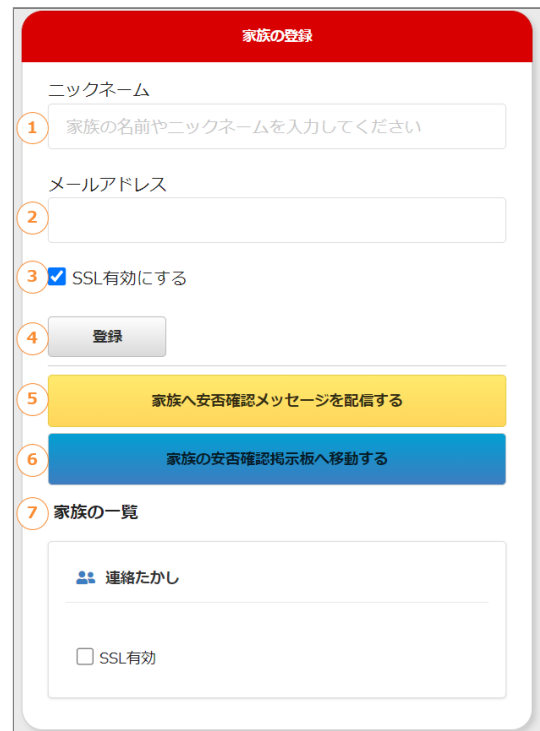 家族の登録
ニックネーム
1 家族の名前やニックネームを入力してください
メールアドレス
2
3 SSL有効にする
4 登録
5 家族へ安否確認メッセージを配信する
6 家族の安否確認掲示板へ移動する
7 家族の一覧
連絡たかし
SSL有効